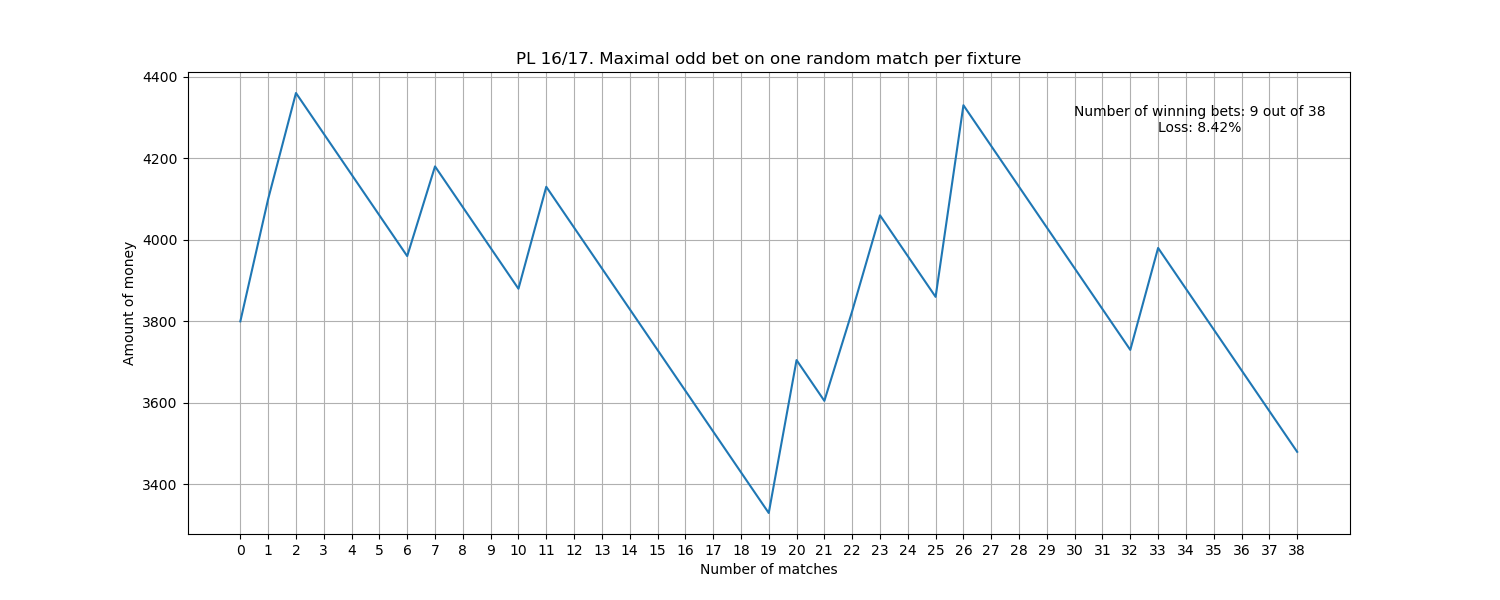 PL 16/17. Maximal odd bet on one random match per fixture
Number of winning bets: 9 out of 38
Loss: 8.42%
Amount of money
4400
4200
4000
3800
3600
3400
0 1 2 3 4 5 6 7 8 9 10 11 12 13 14 15 16 17 18 19 20 21 22 23 24 25 26 27 28 29 30 31 32 33 34 35 36 37 38
Number of matches